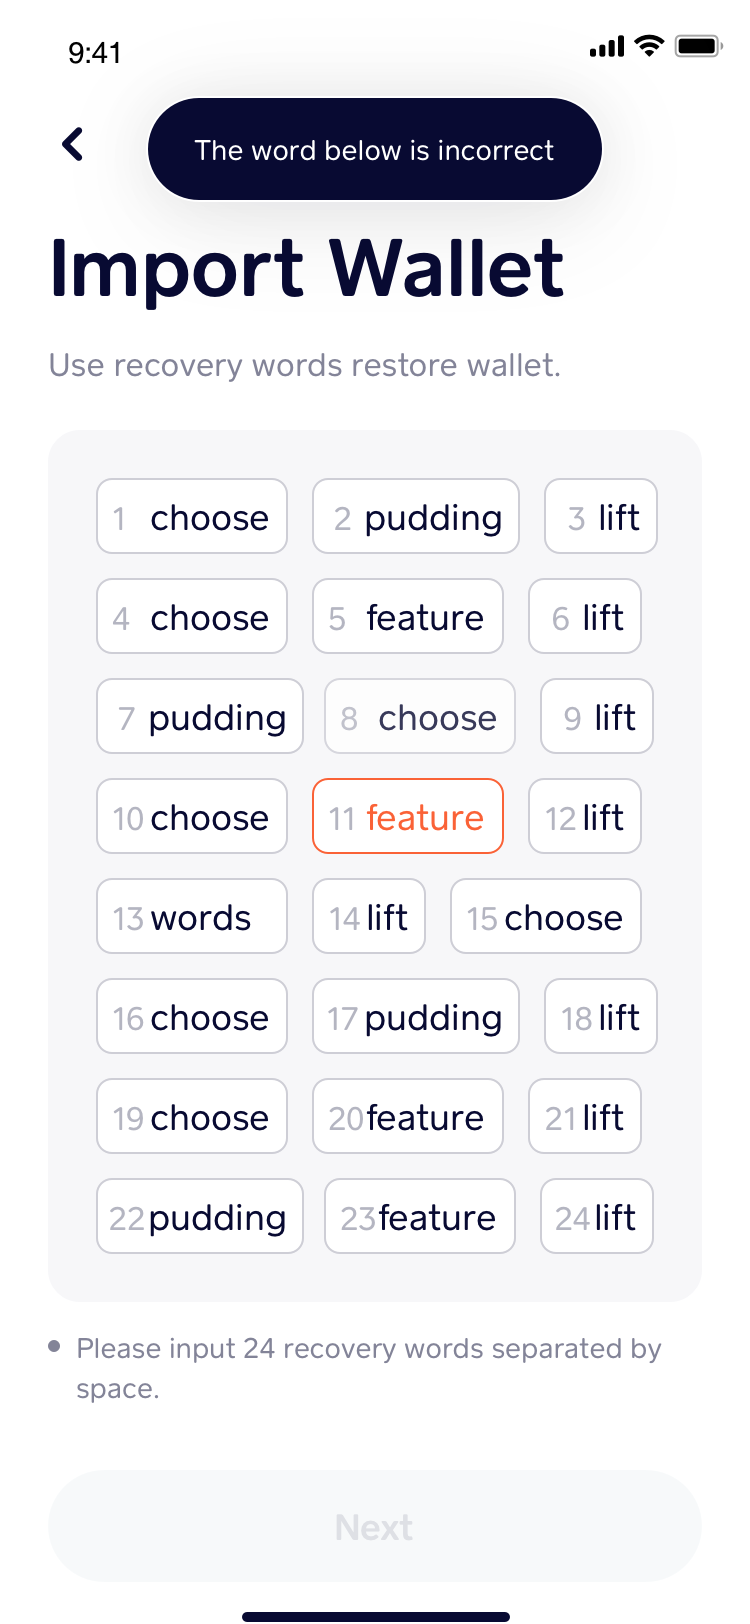 9:41
The word below is incorrect
Import Wallet
Use recovery words restore wallet.
1 choose 2 pudding 3 lift
4 choose 5 feature 6 lift
7 pudding 8 choose 9 lift
10 choose 11 feature 12 lift
13 words 14 lift 15 choose
16 choose 17 pudding 18 lift
19 choose 20 feature 21 lift
22 pudding 23 feature 24 lift
Please input 24 recovery words separated by
space.
Next